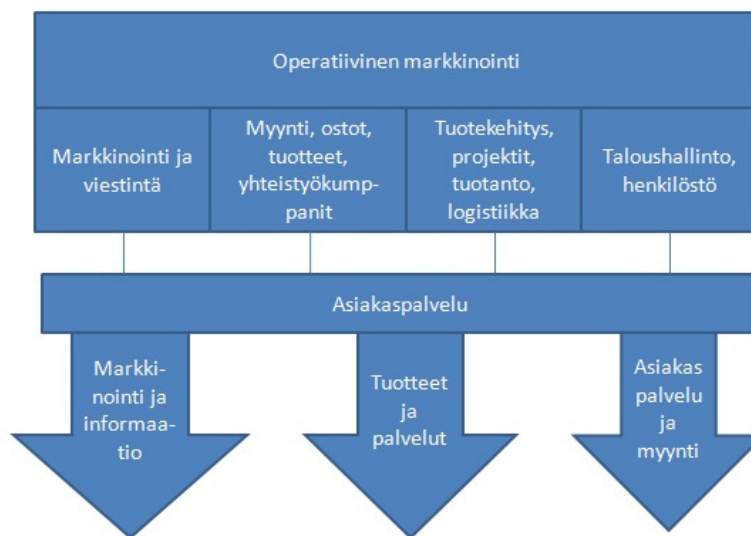 Operatiivinen markkinointi
Markkinointi ja
viestintä
Myynti, ostot,
tuotteet,
yhteistyökump-
panit
Tuotekehitys,
projektit,
tuotanto,
logistiikka
Taloushallinto,
henkilöstö
Asiakaspalvelu
Markki-
nointi ja
informaa-
tio
Tuotteet
ja
palvelut
Asiakas
palvelu
ja
myynti